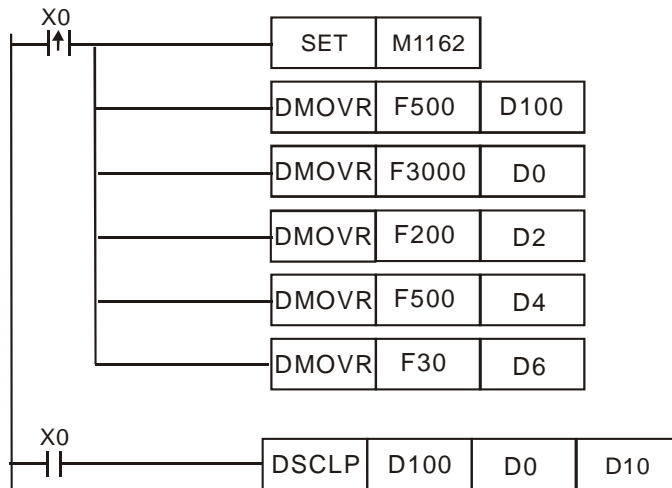 X0
SET M1162
DMOVR F500 D100
DMOVR F3000 D0
DMOVR F200 D2
DMOVR F500 D4
DMOVR F30 D6
X0
DSCLP D100 D0 D10